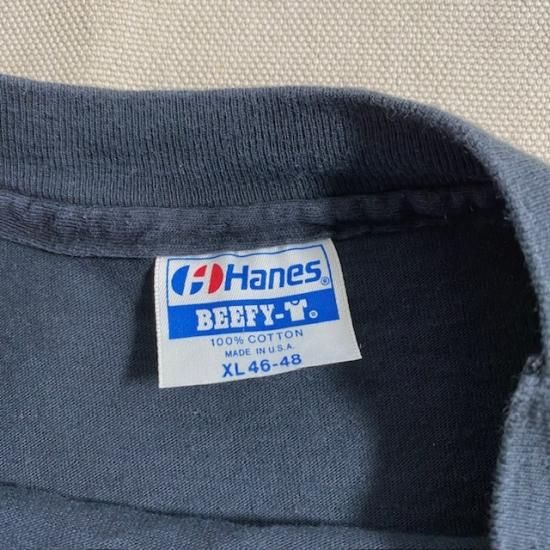 Hanes®
BEEFY-T®
100% COTTON
MADE IN U.S.A.
XL 46-48